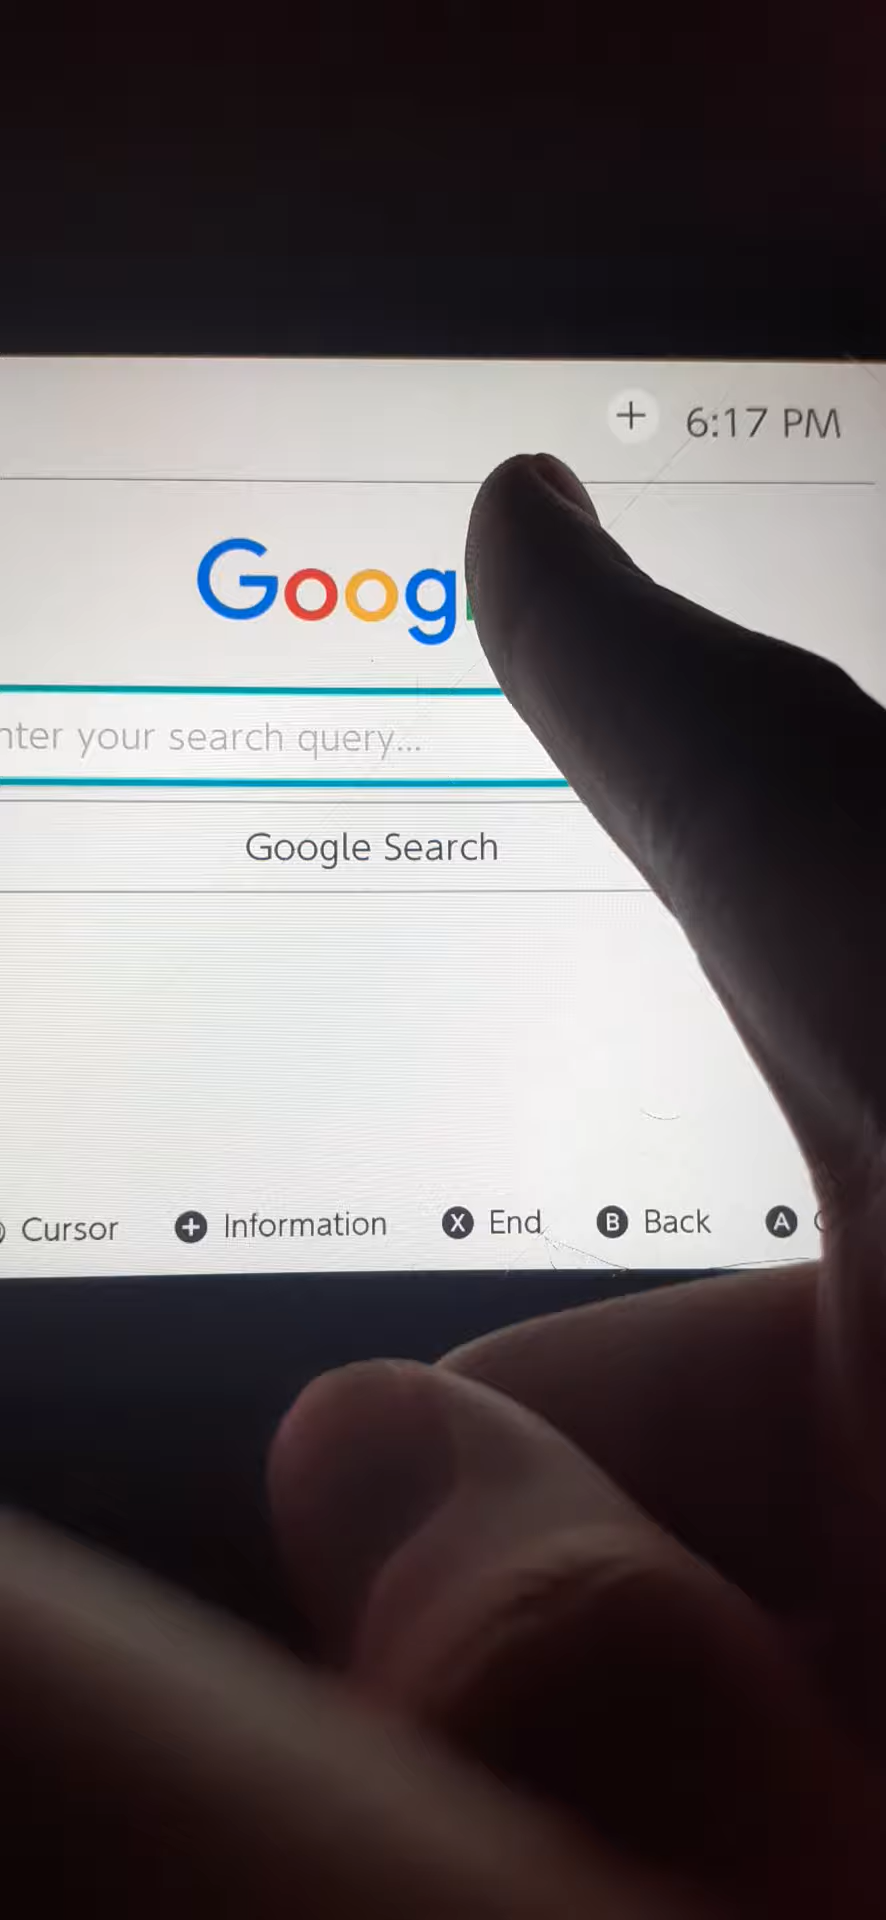 + 6:17 PM
Goog
nter your search query...
Google Search
Cursor + Information X End B Back A